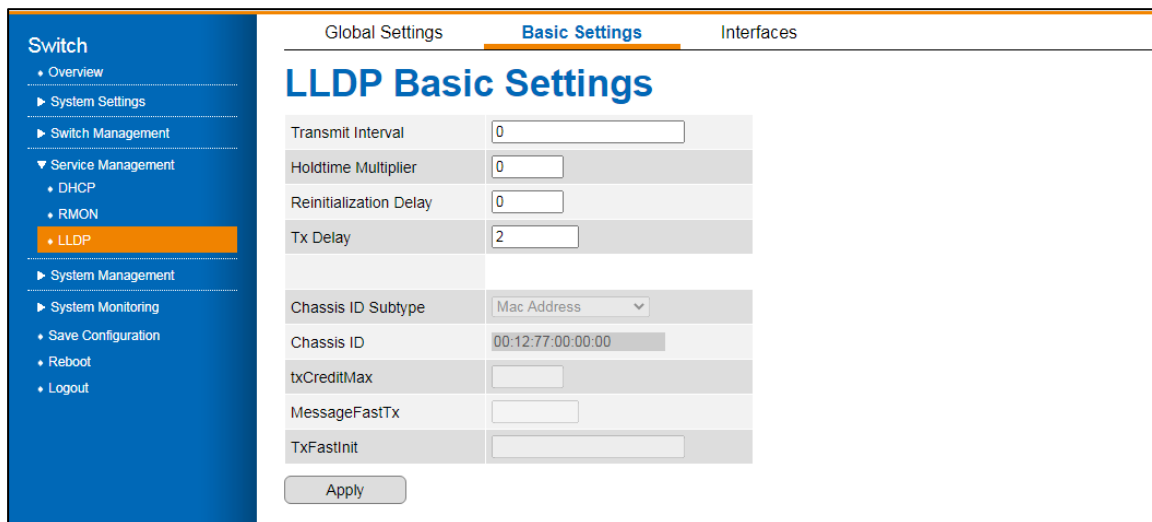 Switch
Overview
System Settings
Switch Management
Service Management
DHCP
RMON
LLDP
System Management
System Monitoring
Save Configuration
Reboot
Logout
Global Settings Basic Settings Interfaces
LLDP Basic Settings
Transmit Interval 0
Holdtime Multiplier 0
Reinitialization Delay 0
Tx Delay 2
Chassis ID Subtype Mac Address
Chassis ID 00:12:77:00:00:00
txCreditMax
MessageFastTx
TxFastInit
Apply